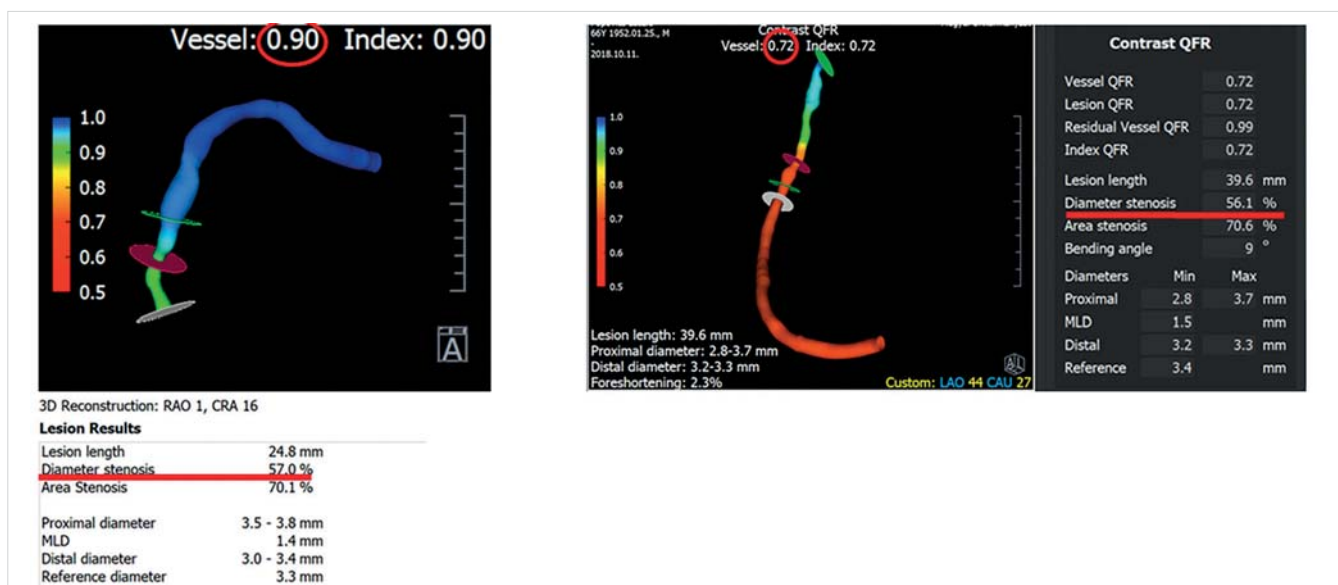 Vessel: 0.90 Index: 0.90
1.0
0.9
0.8
0.7
0.6
0.5
A
3D Reconstruction: RAO 1, CRA 16
Lesion Results
Lesion length 24.8 mm
Diameter stenosis 57.0 %
Area Stenosis 70.1 %
Proximal diameter 3.5 - 3.8 mm
MLD 1.4 mm
Distal diameter 3.0 - 3.4 mm
Reference diameter 3.3 mm
66Y 1952.01.25., M
-
2018.10.11.
Contrast QFR
Vessel: 0.72 Index: 0.72
1.0
0.9
0.8
0.7
0.6
0.5
Lesion length: 39.6 mm
Proximal diameter: 2.8-3.7 mm
Distal diameter: 3.2-3.3 mm
Foreshortening: 2.3%
Custom: LAO 44 CAU 27
Contrast QFR
Vessel QFR 0.72
Lesion QFR 0.72
Residual Vessel QFR 0.99
Index QFR 0.72
Lesion length 39.6 mm
Diameter stenosis 56.1 %
Area stenosis 70.6 %
Bending angle 9 °
Diameters Min Max
Proximal 2.8 3.7 mm
MLD 1.5 mm
Distal 3.2 3.3 mm
Reference 3.4 mm